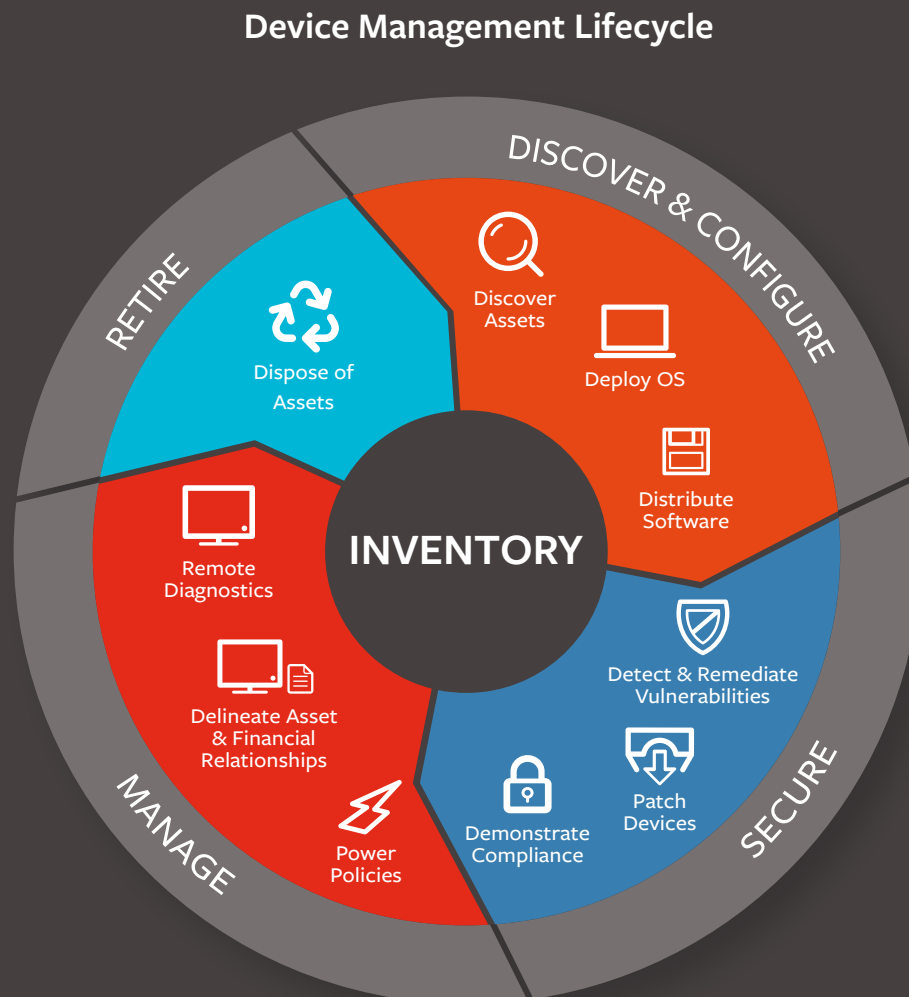 Device Management Lifecycle
DISCOVER & CONFIGURE
Discover
Assets
Deploy OS
Distribute
Software
SECURE
Detect & Remediate
Vulnerabilities
Patch
Devices
Demonstrate
Compliance
MANAGE
Power
Policies
Delineate Asset
& Financial
Relationships
Remote
Diagnostics
RETIRE
Dispose of
Assets
INVENTORY